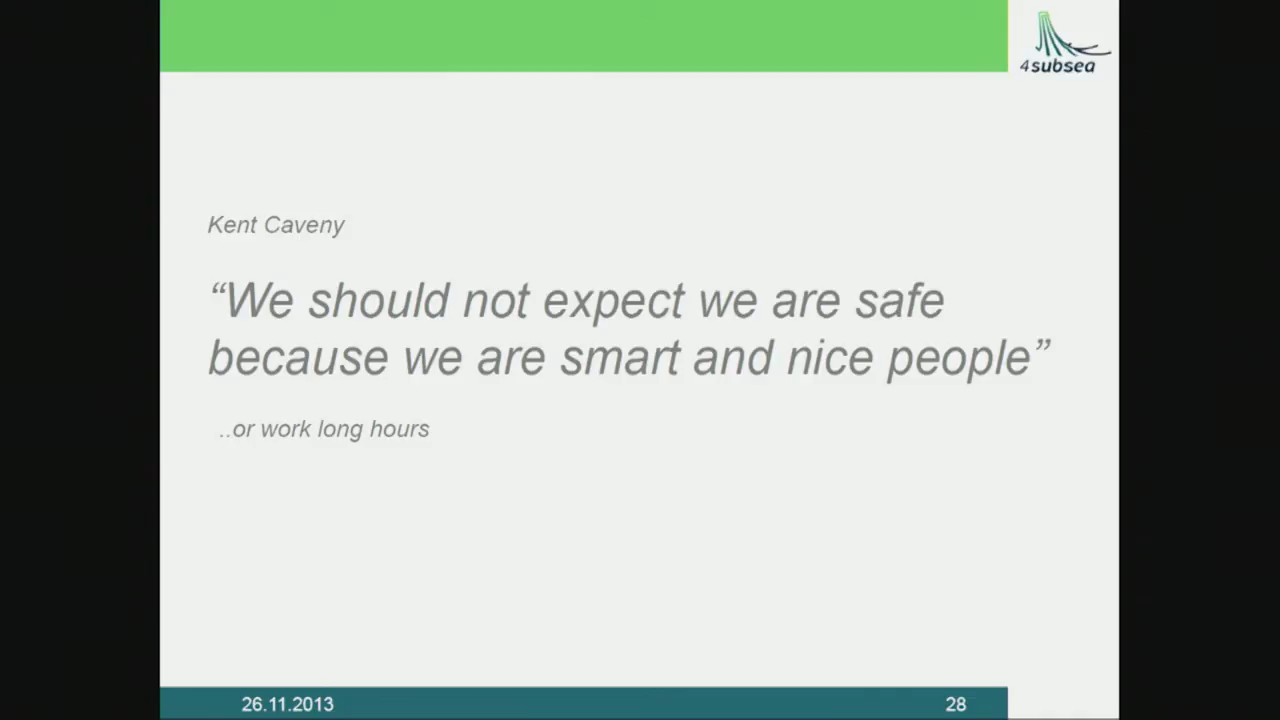 4subsea
Kent Caveny
“We should not expect we are safe
because we are smart and nice people”
..or work long hours
26.11.2013
28